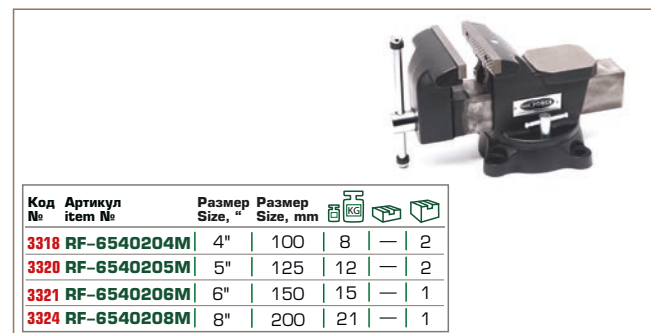 Код Артикул Размер Размер
№ item № Size, “ Size, mm KG
3318 RF-6540204M 4" 100 8 — 2
3320 RF-6540205M 5" 125 12 — 2
3321 RF-6540206M 6" 150 15 — 1
3324 RF-6540208M 8" 200 21 — 1